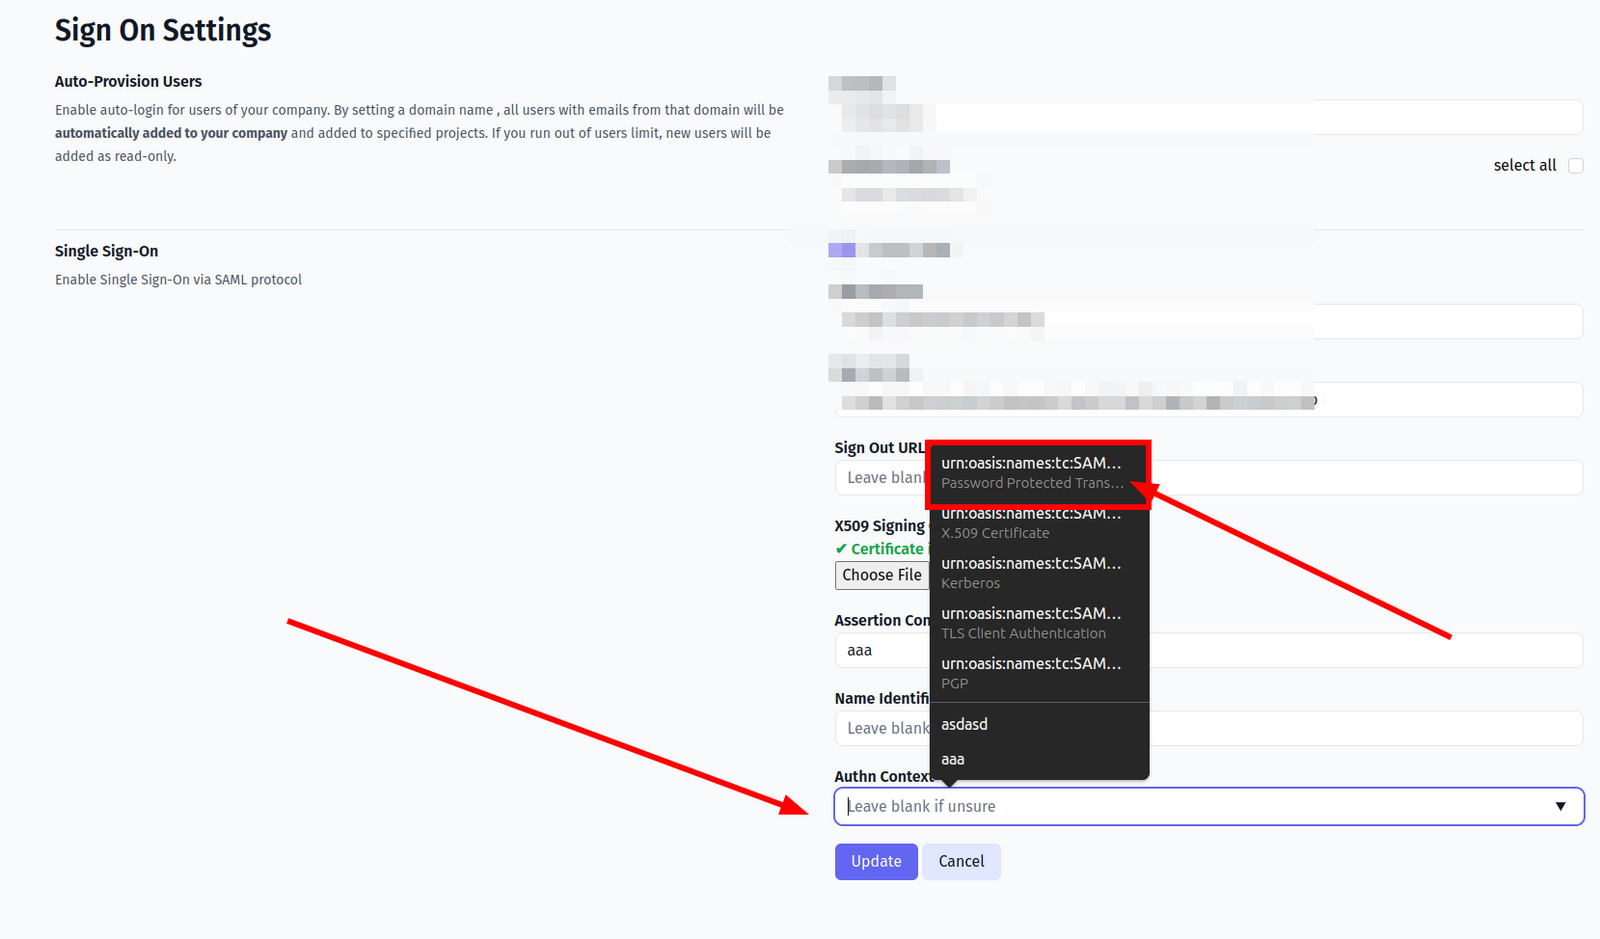 Sign On Settings
Auto-Provision Users
Enable auto-login for users of your company. By setting a domain name , all users with emails from that domain will be
automatically added to your company and added to specified projects. If you run out of users limit, new users will be
added as read-only.
select all
Single Sign-On
Enable Single Sign-On via SAML protocol
Sign Out URL
Leave blank
X509 Signing
✔ Certificate
Choose File
Assertion
aaa
Name
Leave blank
Authn Context
Leave blank if unsure
▼
urn:oasis:names:tc:SAM...
Password Protected Trans...
urn:oasis:names:tc:SAM...
X.509 Certificate
urn:oasis:names:tc:SAM...
Kerberos
urn:oasis:names:tc:SAM...
TLS Client Authentication
urn:oasis:names:tc:SAM...
PGP
asdasd
aaa
Update
Cancel